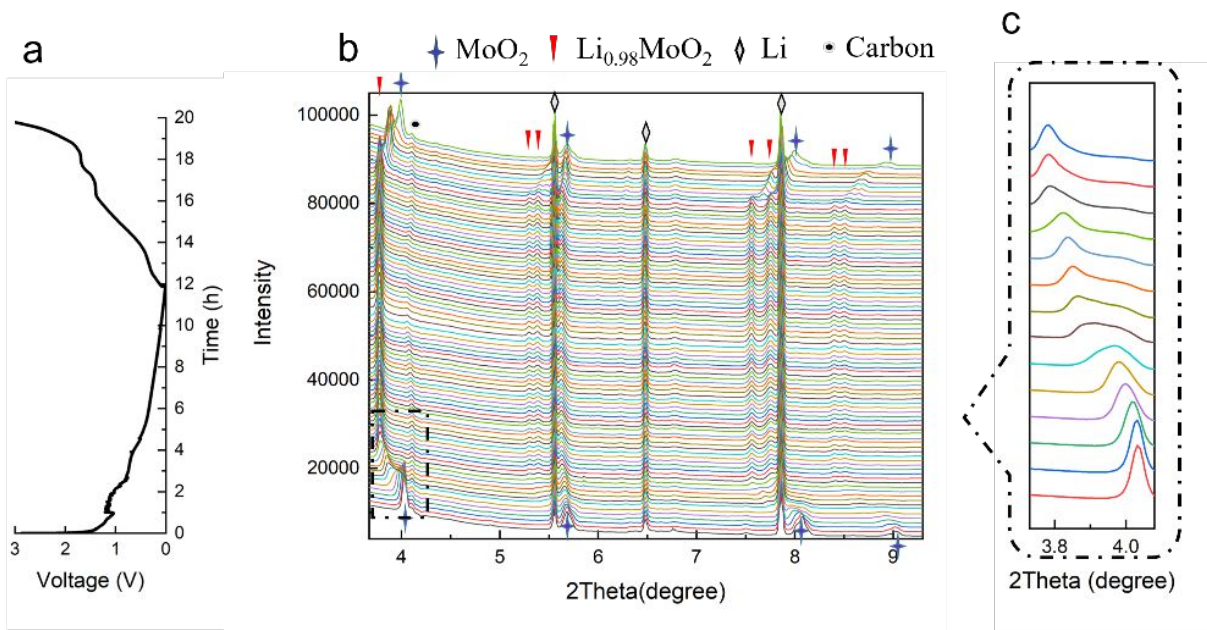 a
b
c
MoO2 Li0.98MoO2 Li Carbon
20
18
16
14
12
10
8
6
4
2
0
Time (h)
3 2 1 0
Voltage (V)
100000
80000
60000
40000
20000
Intensity
4 5 6 7 8 9
2Theta(degree)
3.8 4.0
2Theta (degree)